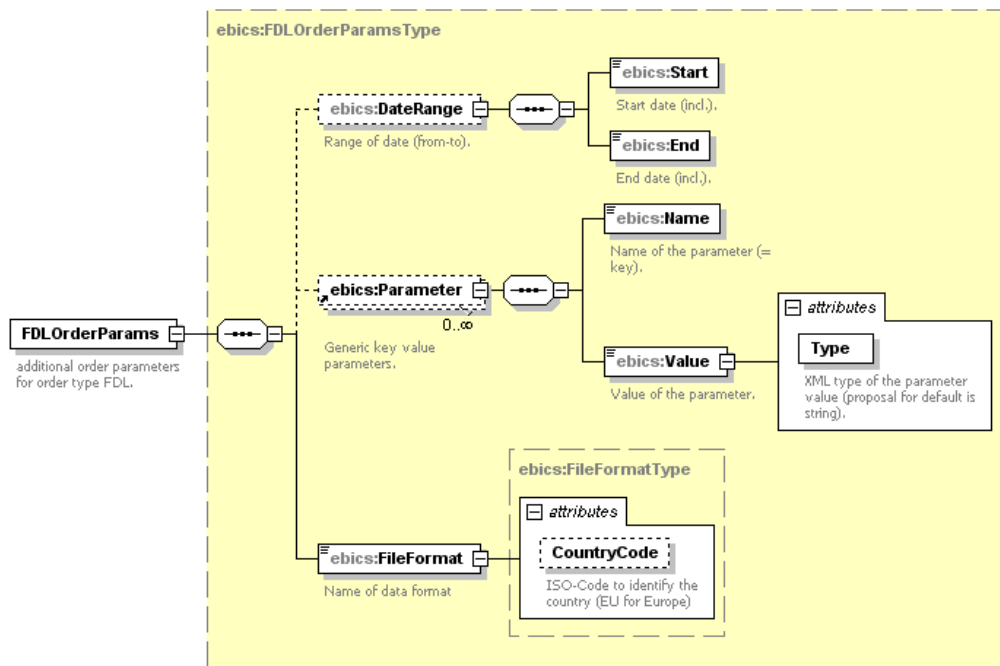 ebics:FDLOrderParamsType
ebics:DateRange
Range of date (from-to).
ebics:Start
Start date (incl.).
ebics:End
End date (incl.).
ebics:Parameter
0..∞
Generic key value
parameters.
ebics:Name
Name of the parameter (=
key).
ebics:Value
Value of the parameter.
attributes
Type
XML type of the parameter
value (proposal for default is
string).
FDLOrderParams
additional order parameters
for order type FDL.
ebics:FileFormat
Name of data format
ebics:FileFormatType
attributes
CountryCode
ISO-Code to identify the
country (EU for Europe)